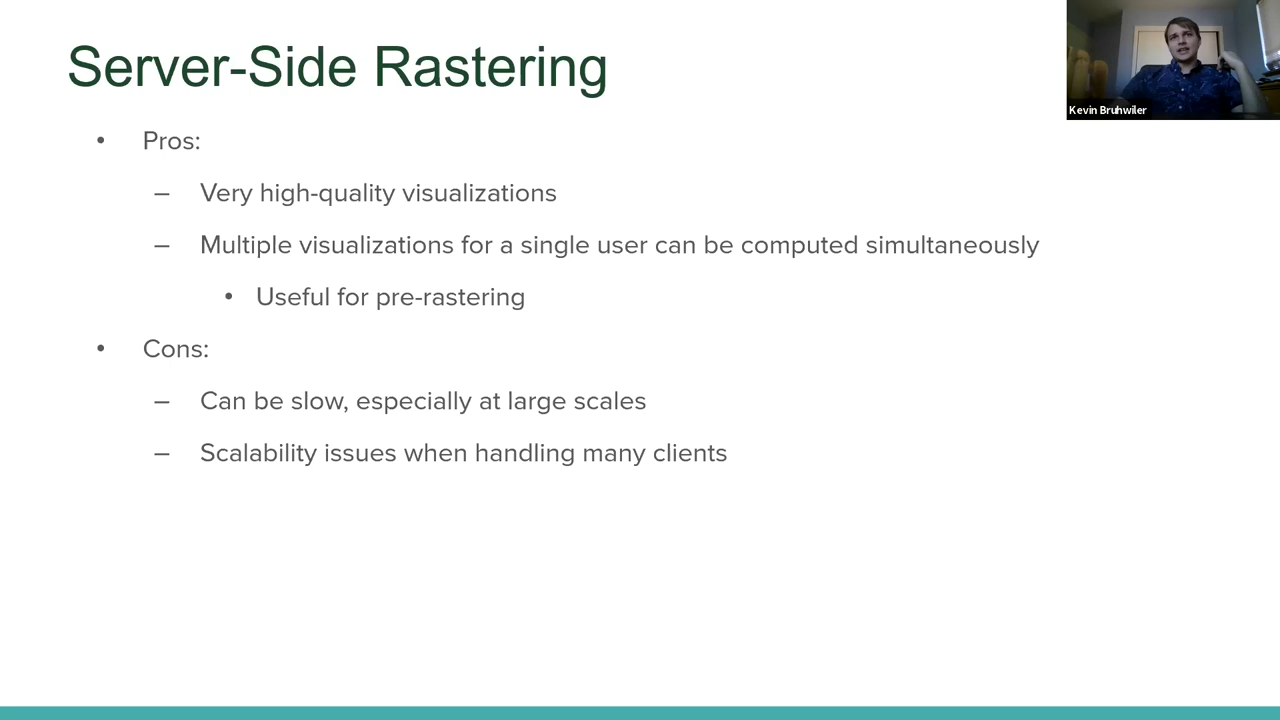 Server-Side Rastering
Kevin Bruhwiler
• Pros:
– Very high-quality visualizations
– Multiple visualizations for a single user can be computed simultaneously
• Useful for pre-rastering
• Cons:
– Can be slow, especially at large scales
– Scalability issues when handling many clients